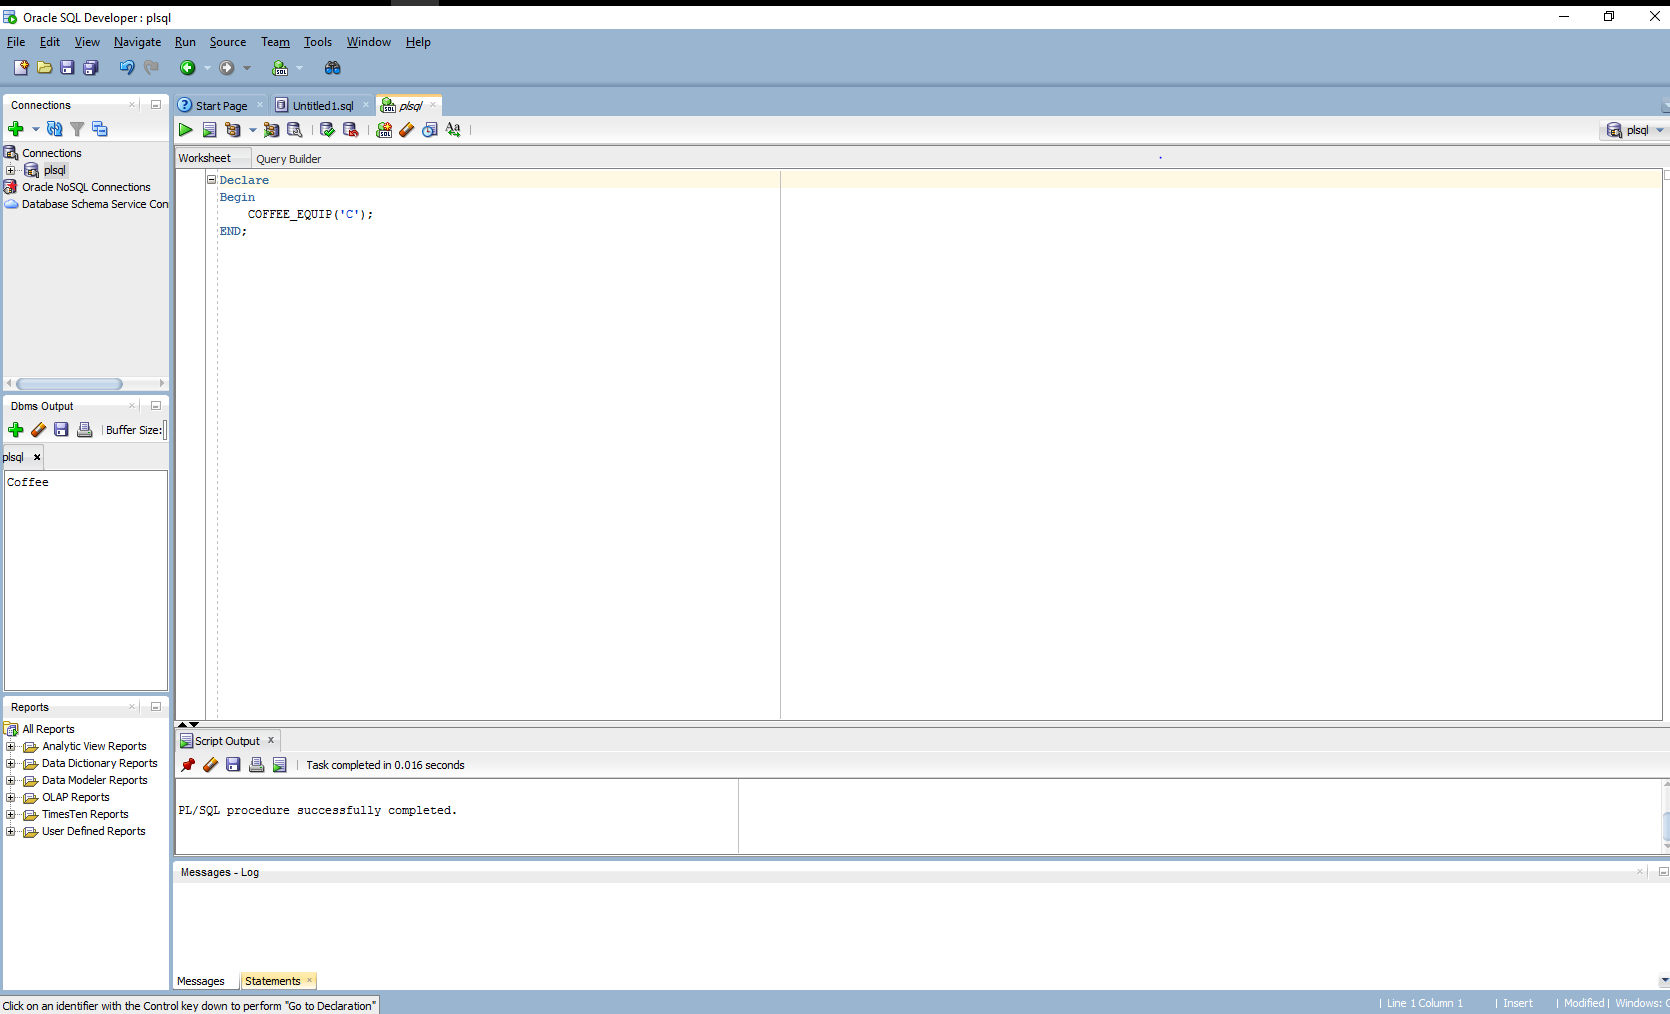 Oracle SQL Developer : plsql
File Edit View Navigate Run Source Team Tools Window Help
Connections
Start Page
Untitled1.sql
plsql
plsql
Connections
plsql
Oracle NoSQL Connections
Database Schema Service Con
Worksheet
Query Builder
Declare
Begin
COFFEE_EQUIP('C');
END;
Dbms Output
Buffer Size:
plsql
Coffee
Reports
All Reports
Analytic View Reports
Data Dictionary Reports
Data Modeler Reports
OLAP Reports
TimesTen Reports
User Defined Reports
Script Output
Task completed in 0.016 seconds
PL/SQL procedure successfully completed.
Messages - Log
Messages
Statements
Click on an identifier with the Control key down to perform "Go to Declaration"
Line 1 Column 1
Insert
Modified
Windows: C